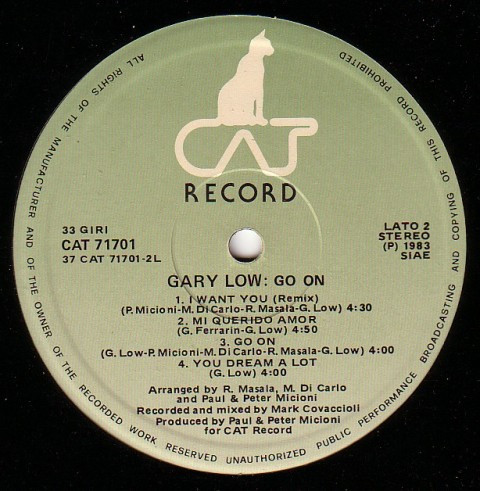 CAT
RECORD
33 GIRI
CAT 71701
37 CAT 71701-2L
LATO 2
STEREO
(P) 1983
SIAE
GARY LOW: GO ON
1. I WANT YOU (Remix)
(P. Micioni-M. Di Carlo-R. Masala-G. Low) 4:30
2. MI QUERIDO AMOR
(G. Ferrarin-G. Low) 4:50
3. GO ON
(G. Low-P. Micioni-M. Di Carlo-R. Masala-G. Low) 4:00
4. YOU DREAM A LOT
(G. Low) 4:00
Arranged by R. Masala, M. Di Carlo
and Paul & Peter Micioni
Recorded and mixed by Mark Covaccioli
Produced by Paul & Peter Micioni
for CAT Record
ALL RIGHTS OF THE MANUFACTURER AND OF THE OWNER OF THE RECORDED WORK RESERVED UNAUTHORIZED PUBLIC PERFORMANCE BROADCASTING AND COPYING OF THIS RECORD PROHIBITED